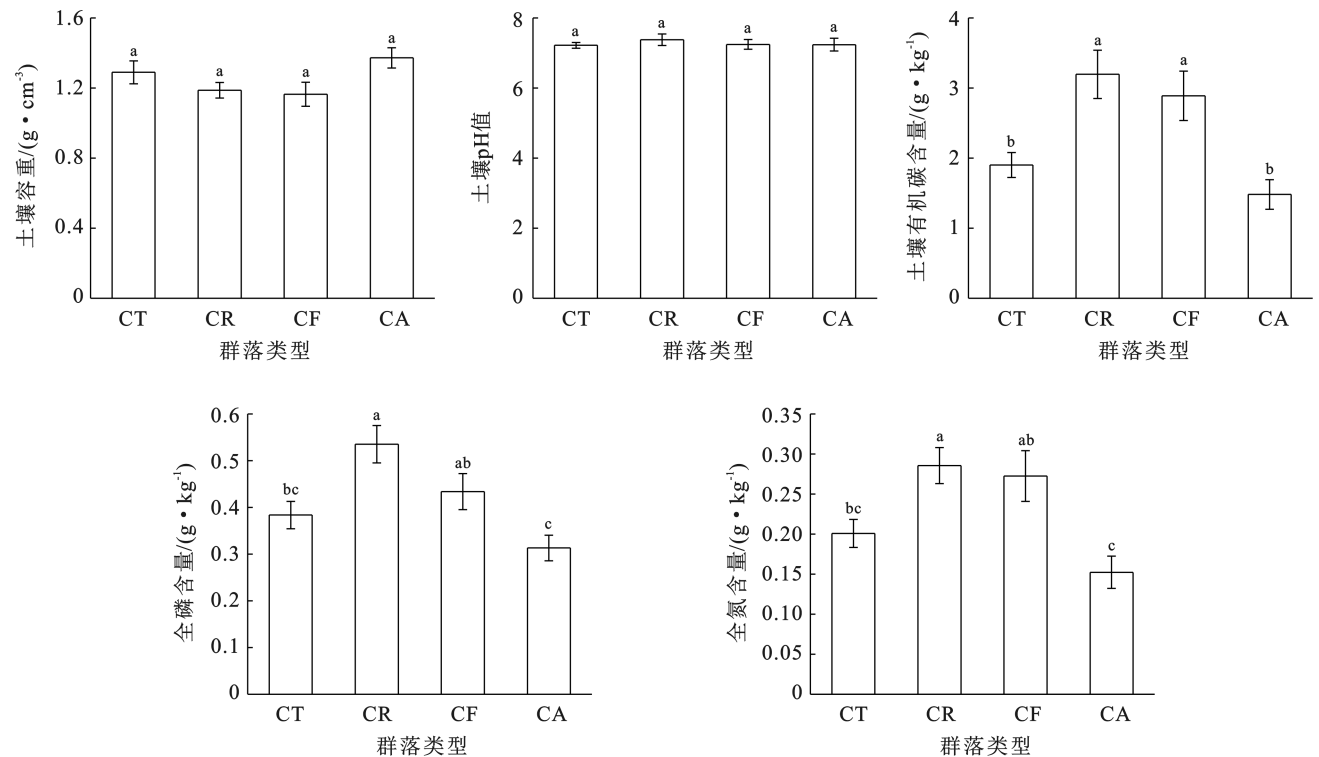 土壤容重/(g·cm⁻³)
1.6
1.2
0.8
0.4
0
a
a
a
a
CT CR CF CA
群落类型
土壤pH值
8
6
4
2
0
a
a
a
a
CT CR CF CA
群落类型
土壤有机碳含量/(g·kg⁻¹)
4
3
2
1
0
b
a
a
b
CT CR CF CA
群落类型
全磷含量/(g·kg⁻¹)
0.6
0.5
0.4
0.3
0.2
0.1
0
bc
a
ab
c
CT CR CF CA
群落类型
全氮含量/(g·kg⁻¹)
0.35
0.30
0.25
0.20
0.15
0.10
0.05
0
bc
a
ab
c
CT CR CF CA
群落类型